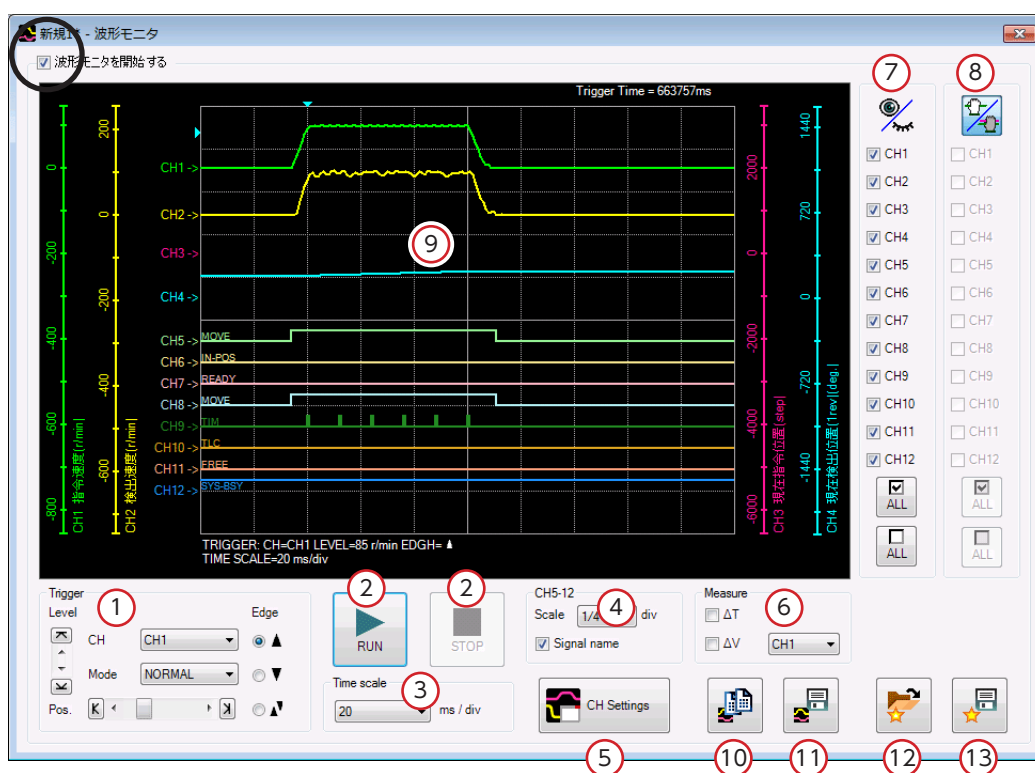 新規1* - 波形モニタ
波形モニタを開始する
Trigger Time = 663757ms
7
8
200
0
-200
-400
-600
-800
CH1 指令速度(r/min)
200
0
-200
-400
-600
CH2 検出速度(r/min)
CH1 ->
CH2 ->
CH3 ->
CH4 ->
CH5 -> MOVE
CH6 -> IN-POS
CH7 -> READY
CH8 -> MOVE
CH9 -> TIM
CH10 -> TLC
CH11 -> FREE
CH12 -> SYS-BSY
9
2000
0
-2000
-4000
-6000
CH3 現在指令位置[step]
1440
720
0
-720
-1440
CH4 現在検出位置(1rev)(deg.)
TRIGGER: CH=CH1 LEVEL=85 r/min EDGH=
TIME SCALE=20 ms/div
CH1 CH1
CH2 CH2
CH3 CH3
CH4 CH4
CH5 CH5
CH6 CH6
CH7 CH7
CH8 CH8
CH9 CH9
CH10 CH10
CH11 CH11
CH12 CH12
ALL ALL
ALL ALL
Trigger
Level 1 Edge
CH CH1
Mode NORMAL
Pos.
2 2
RUN STOP
Time scale 3
20 ms / div
CH5-12
Scale 1/4 4 div
Signal name
Measure
ΔT 6
ΔV CH1
CH Settings
5 10 11 12 13